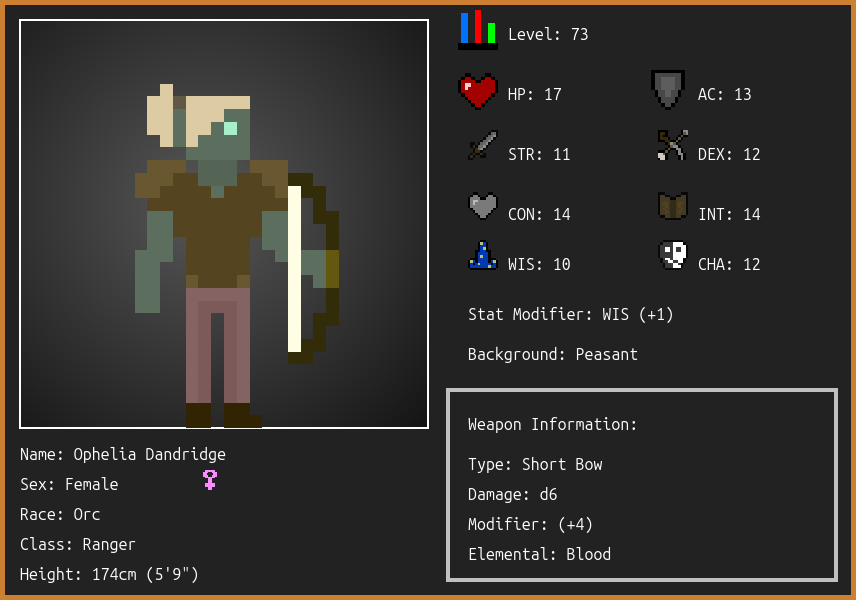 Level: 73
HP: 17
AC: 13
STR: 11
DEX: 12
CON: 14
INT: 14
WIS: 10
CHA: 12
Stat Modifier: WIS (+1)
Background: Peasant
Weapon Information:
Type: Short Bow
Damage: d6
Modifier: (+4)
Elemental: Blood
Name: Ophelia Dandridge
Sex: Female
Race: Orc
Class: Ranger
Height: 174cm (5'9")